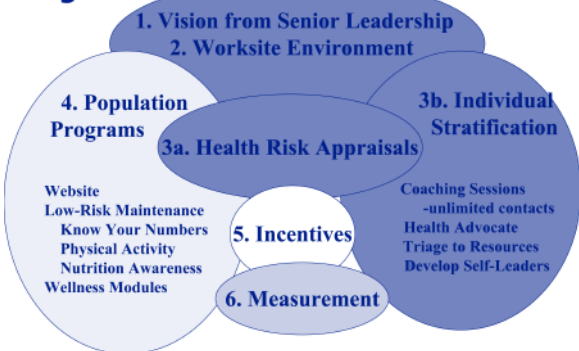 1. Vision from Senior Leadership
2. Worksite Environment
4. Population
Programs
3a. Health Risk Appraisals
3b. Individual
Stratification
Website
Low-Risk Maintenance
Know Your Numbers
Physical Activity
Nutrition Awareness
Wellness Modules
Coaching Sessions
-unlimited contacts
Health Advocate
Triage to Resources
Develop Self-Leaders
5. Incentives
6. Measurement